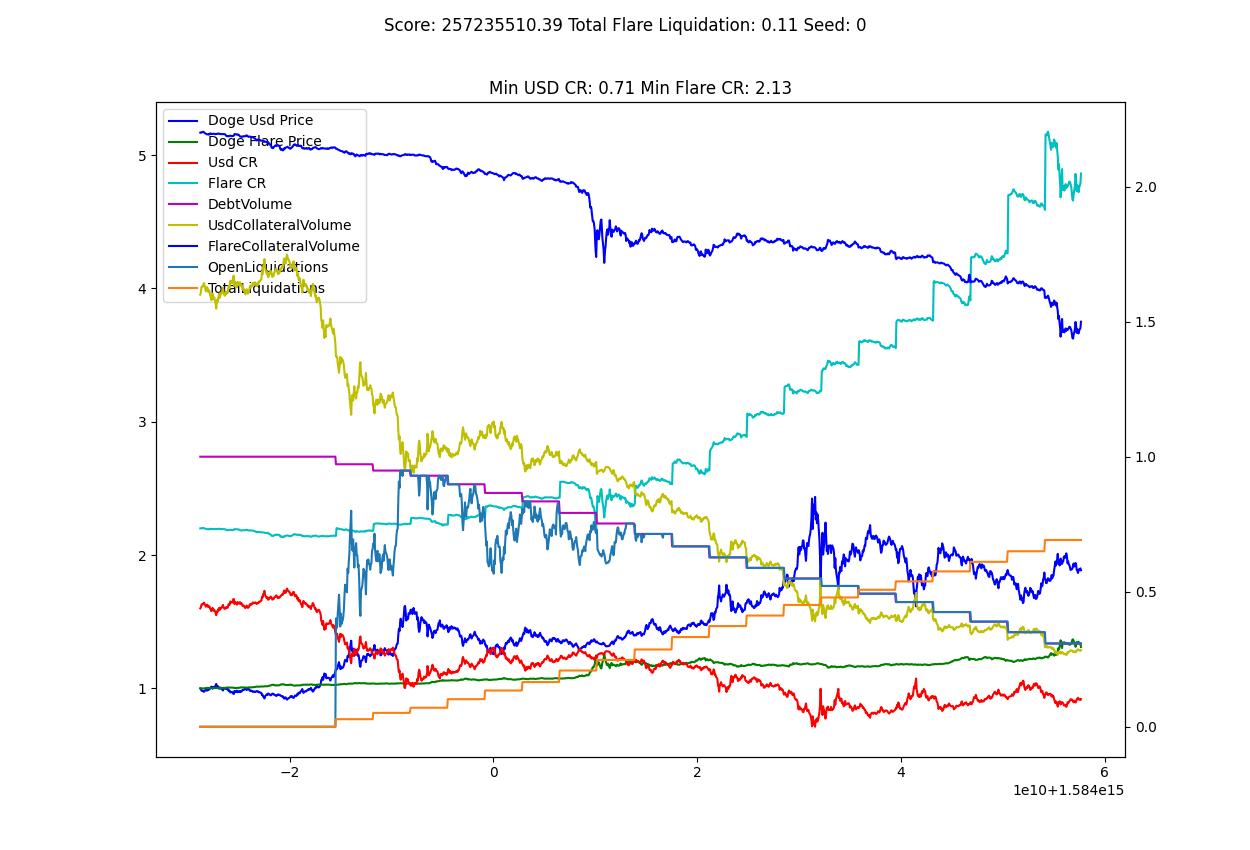 Score: 257235510.39 Total Flare Liquidation: 0.11 Seed: 0
Min USD CR: 0.71 Min Flare CR: 2.13
Doge Usd Price
Doge Flare Price
Usd CR
Flare CR
DebtVolume
UsdCollateralVolume
FlareCollateralVolume
OpenLiquidations
TotalLiquidations
5
4
3
2
1
2.0
1.5
1.0
0.5
0.0
−2
0
2
4
6
1e10+1.584e15